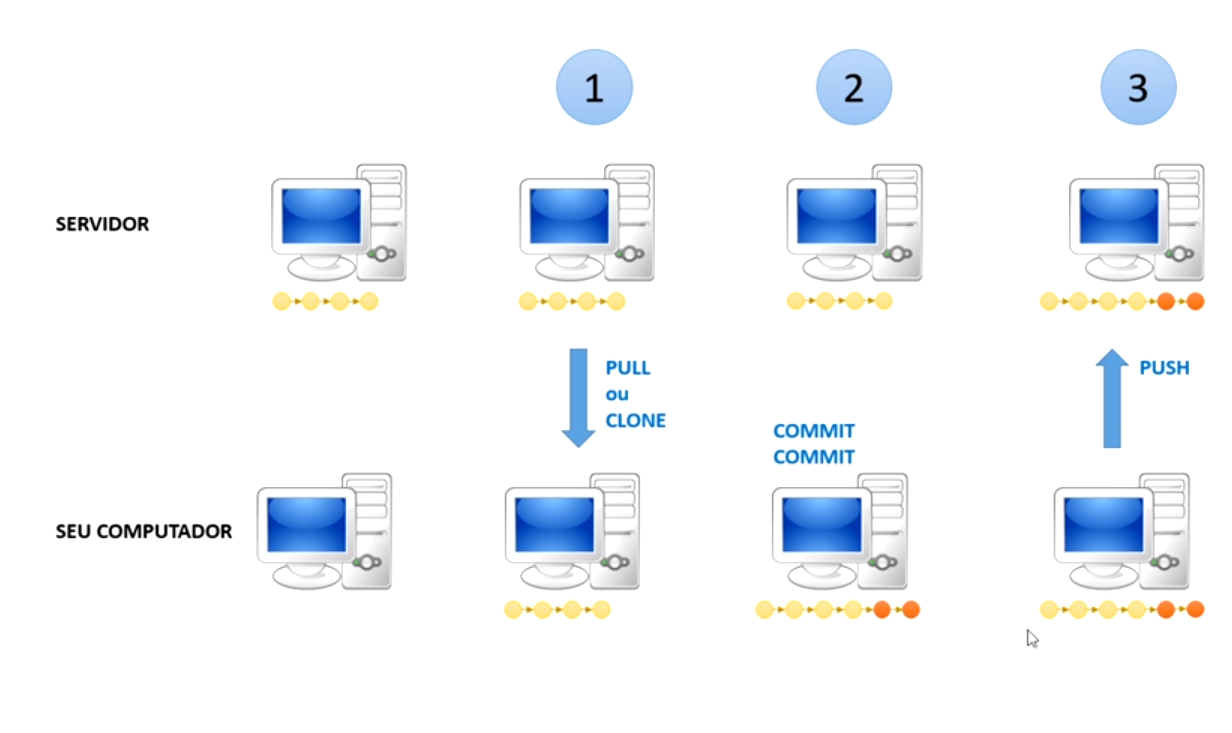 1
2
3
SERVIDOR
PULL
ou
CLONE
PUSH
COMMIT
COMMIT
SEU COMPUTADOR